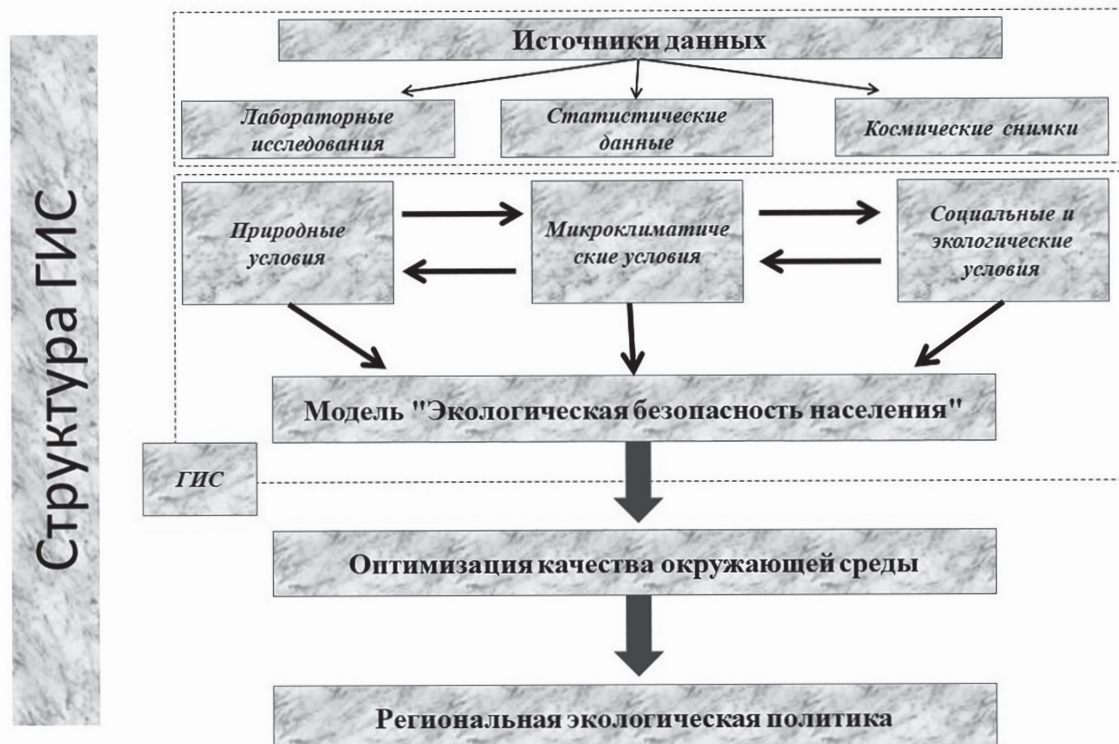 Структура ГИС
Источники данных
Лабораторные
исследования
Статистические
данные
Космические снимки
Природные
условия
Микроклиматиче
ские условия
Социальные и
экологические
условия
Модель "Экологическая безопасность населения"
ГИС
Оптимизация качества окружающей среды
Региональная экологическая политика